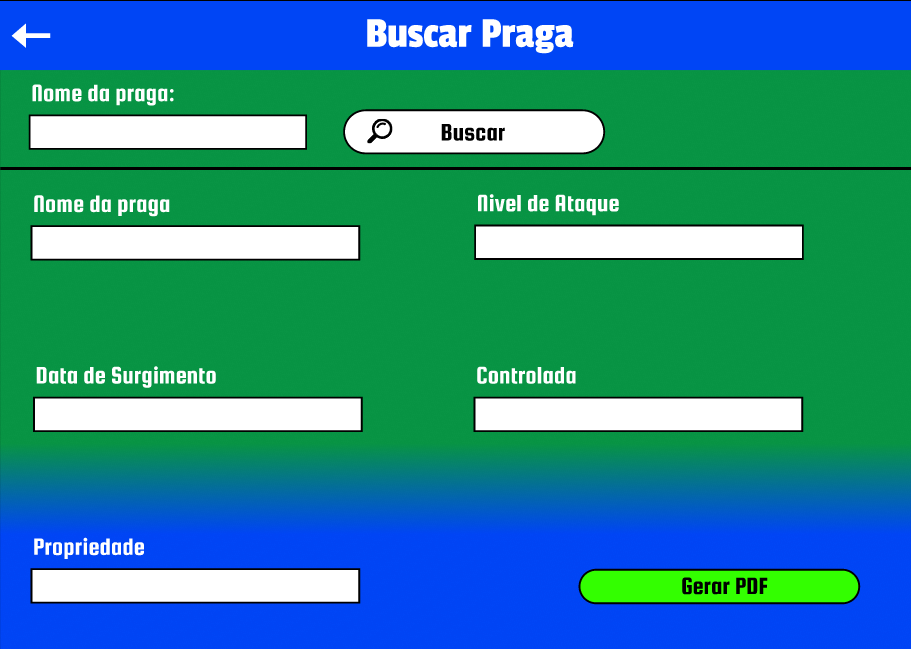 Buscar Praga
Nome da praga:
Buscar
Nome da praga
Nivel de Ataque
Data de Surgimento
Controlada
Propriedade
Gerar PDF